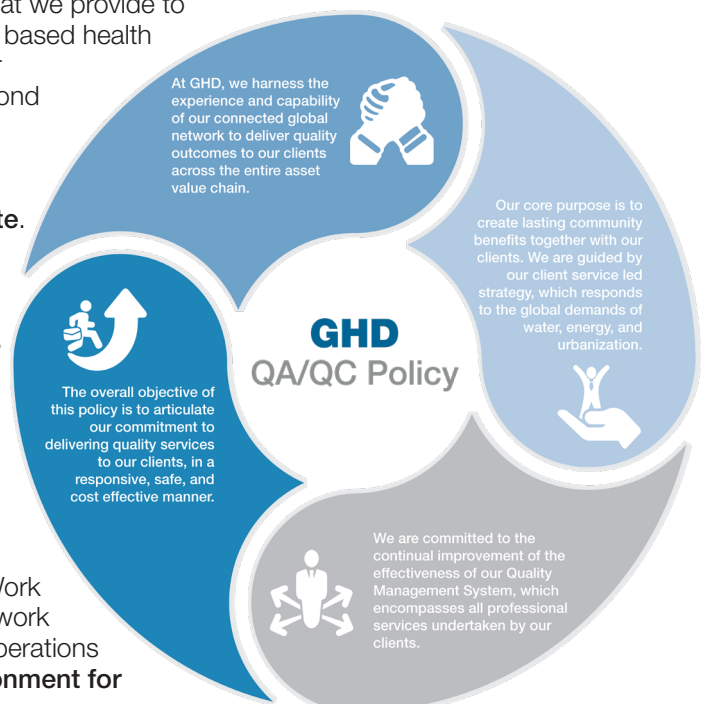 at we provide to
based health
ond
te.
At GHD, we harness the
experience and capability
of our connected global
network to deliver quality
outcomes to our clients
across the entire asset
value chain.
Our core purpose is to
create lasting community
benefits together with our
clients. We are guided by
our client service led
strategy, which responds
to the global demands of
water, energy, and
urbanization.
GHD
QA/QC Policy
The overall objective of
this policy is to articulate
our commitment to
delivering quality services
to our clients, in a
responsive, safe, and
cost effective manner.
We are committed to the
continual improvement of the
effectiveness of our Quality
Management System, which
encompasses all professional
services undertaken by our
clients.
Work
work
perations
onment for